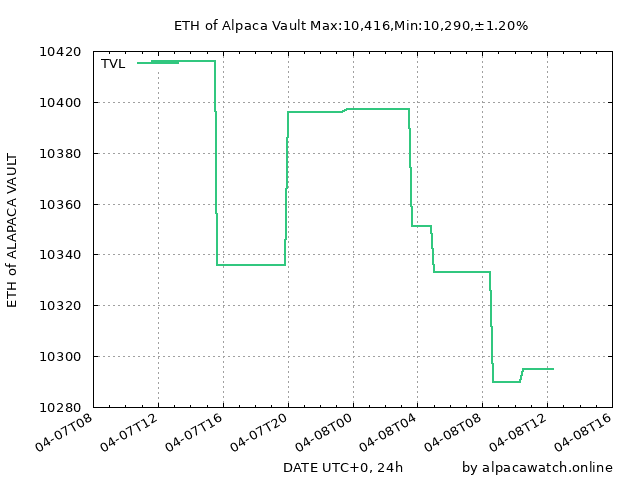 ETH of Alpaca Vault Max:10,416,Min:10,290,±1.20%
10420
10400
10380
10360
10340
10320
10300
10280
ETH of ALAPACA VAULT
TVL
04-07T08
04-07T12
04-07T16
04-07T20
04-08T00
04-08T04
04-08T08
04-08T12
04-08T16
DATE UTC+0, 24h
by alpacawatch.online